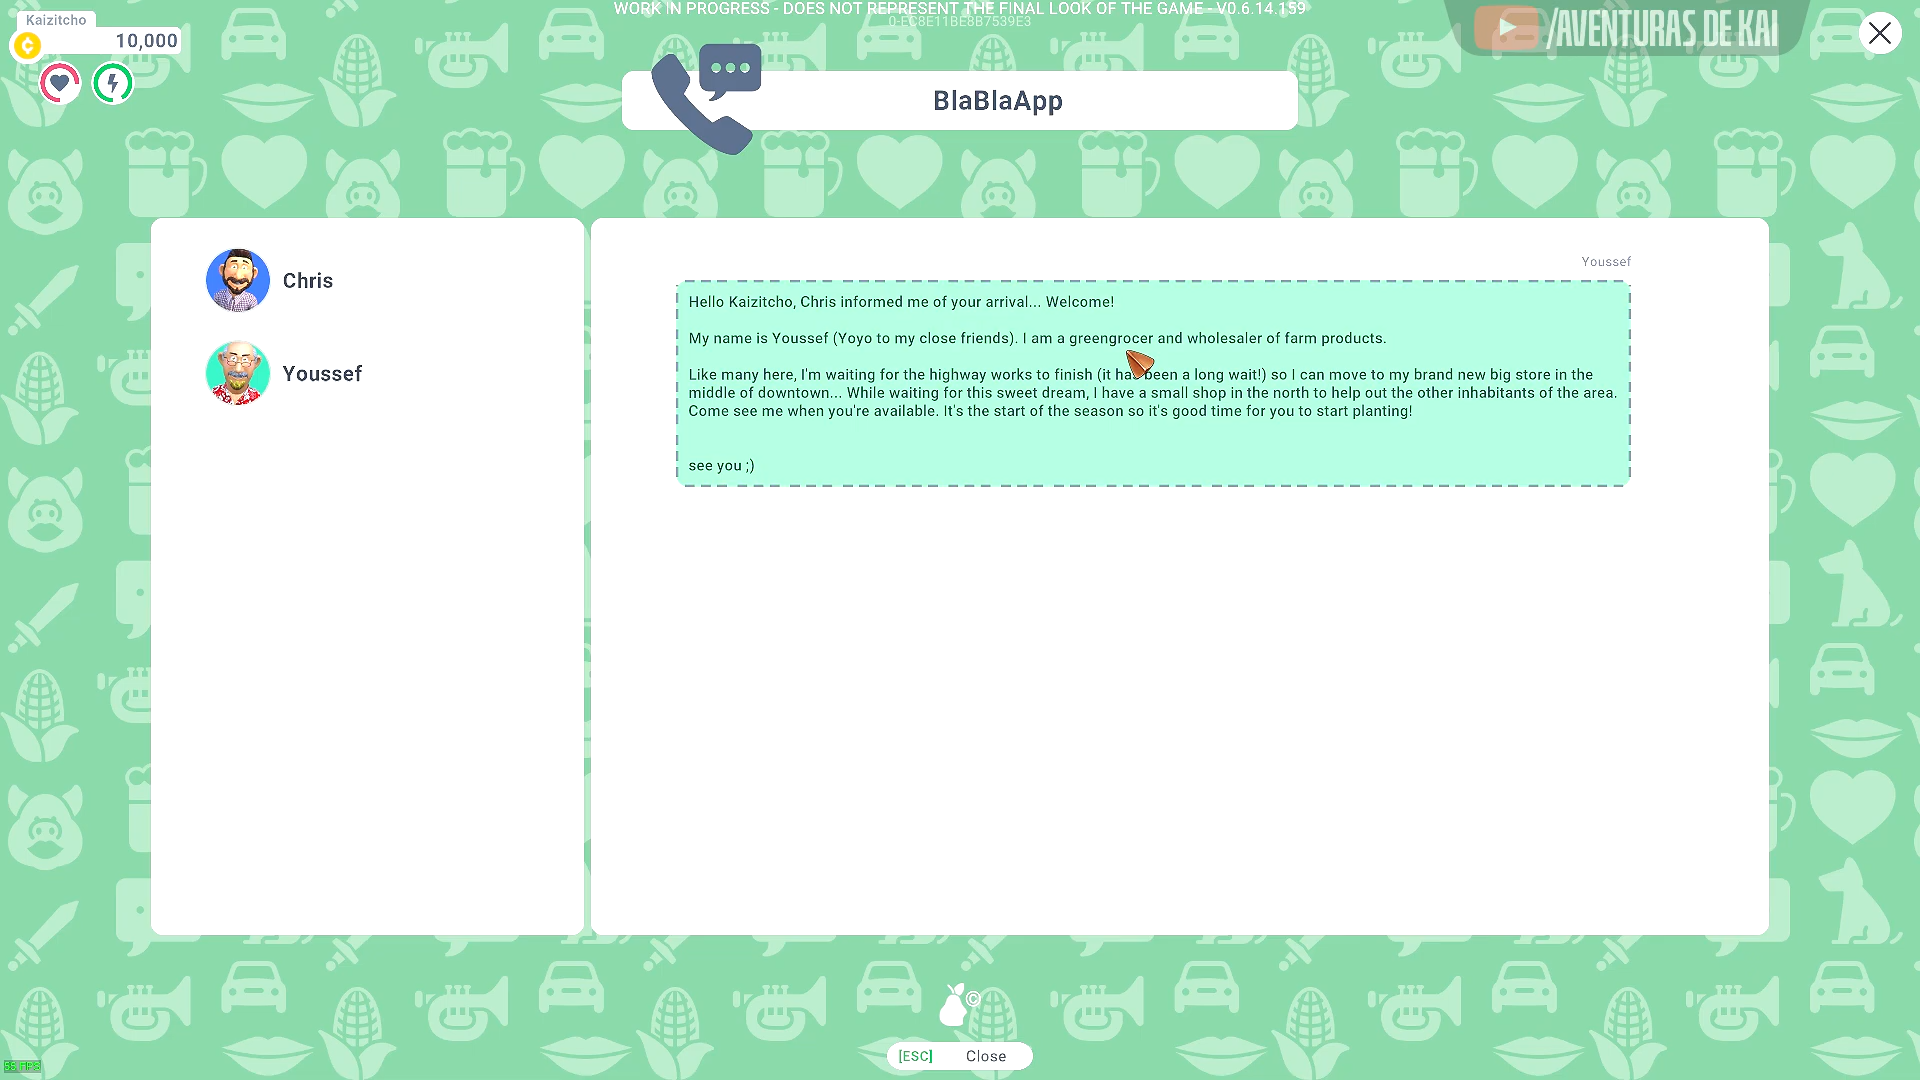 WORK IN PROGRESS - DOES NOT REPRESENT THE FINAL LOOK OF THE GAME - V0.6.14.159
0-EC8E11BE8B7539E3
Kaizitcho
10,000
/AVENTURAS DE KAI
BlaBlaApp
Chris
Youssef
Youssef
Hello Kaizitcho, Chris informed me of your arrival... Welcome!
My name is Youssef (Yoyo to my close friends). I am a greengrocer and wholesaler of farm products.
Like many here, I'm waiting for the highway works to finish (it has been a long wait!) so I can move to my brand new big store in the
middle of downtown... While waiting for this sweet dream, I have a small shop in the north to help out the other inhabitants of the area.
Come see me when you're available. It's the start of the season so it's good time for you to start planting!
see you ;)
©
[ESC] Close